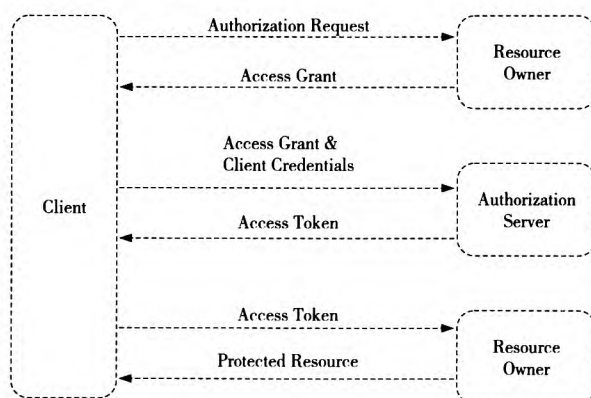 Authorization Request
Resource
Owner
Access Grant
Access Grant &
Client Credentials
Client
Authorization
Server
Access Token
Access Token
Resource
Owner
Protected Resource